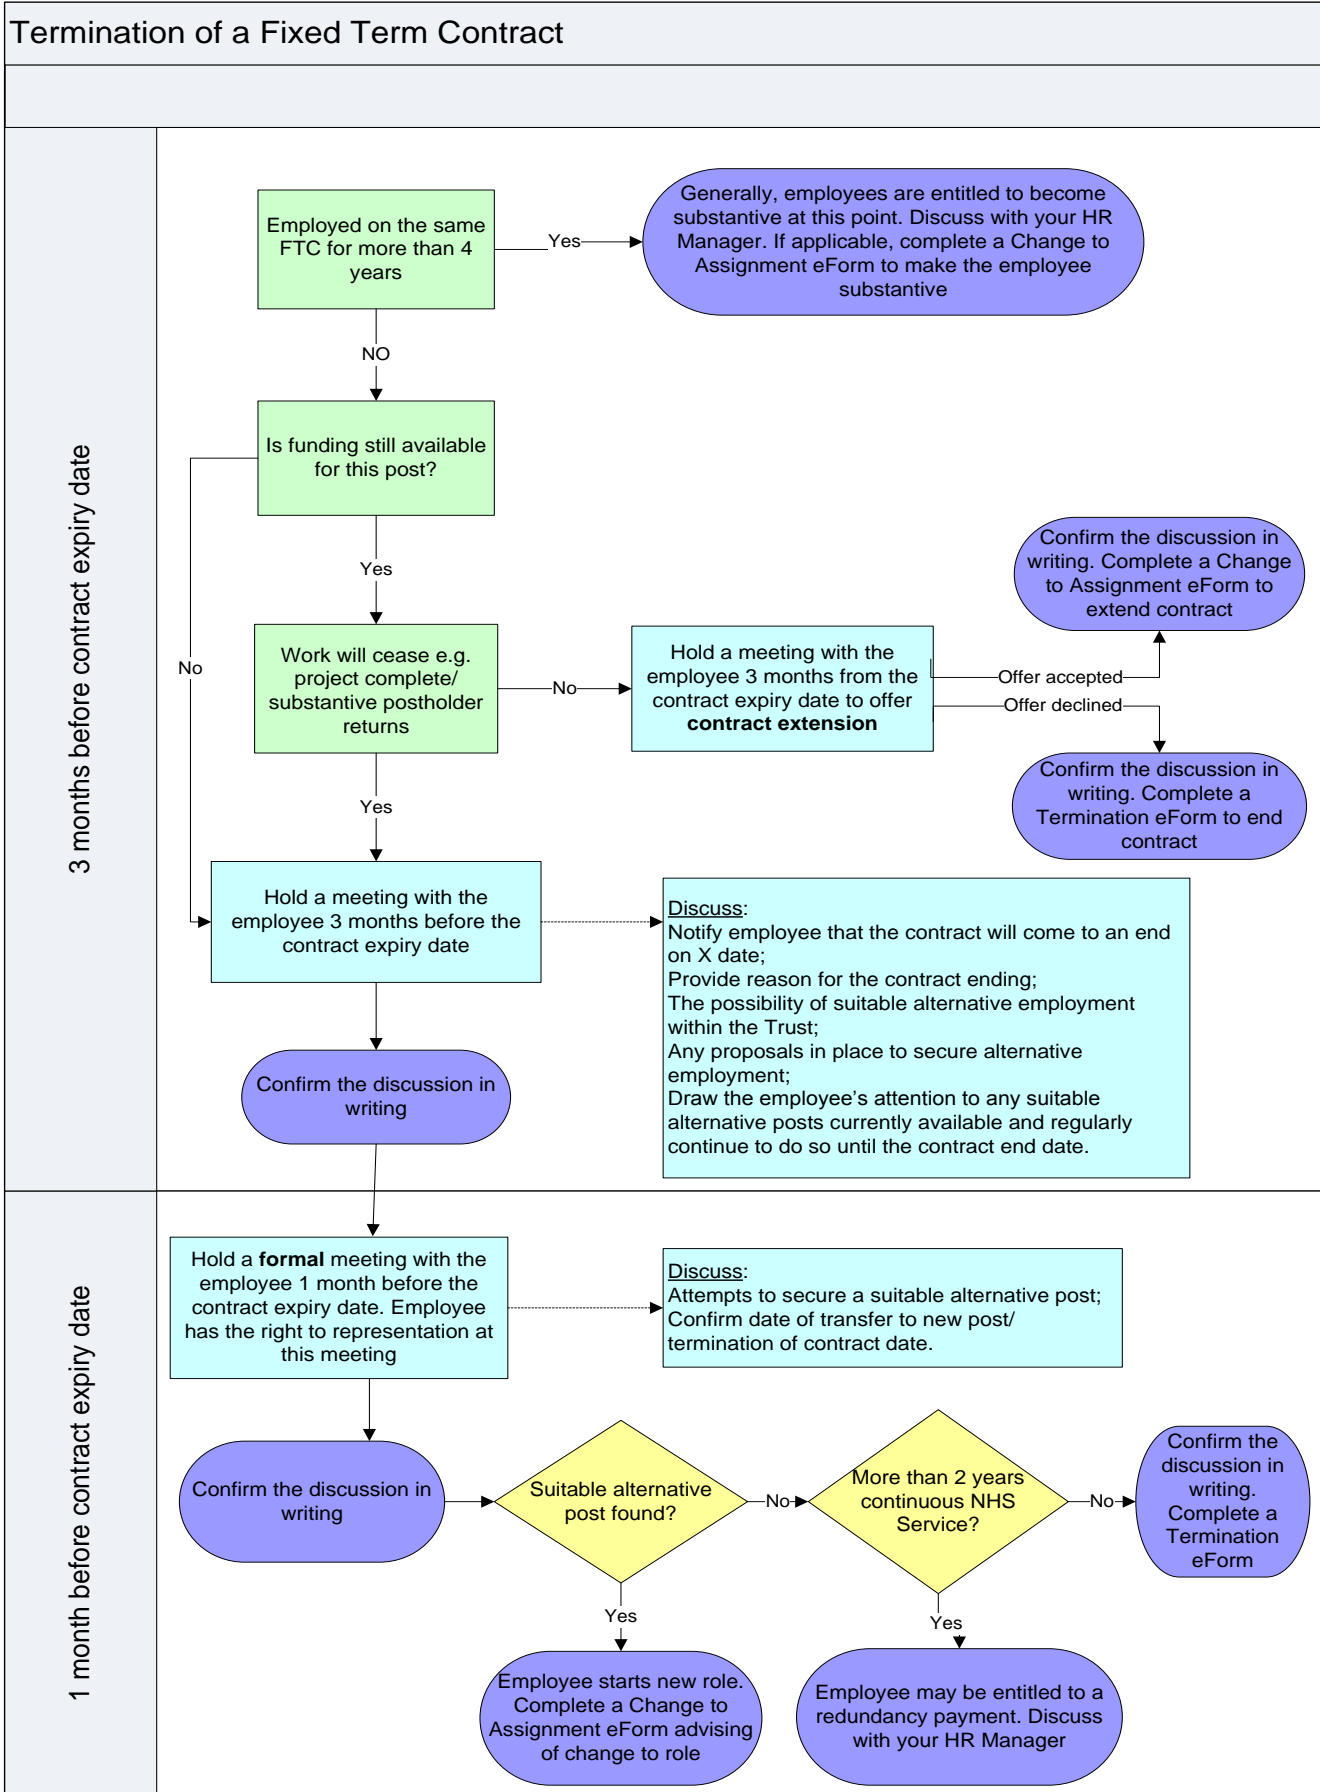 Termination of a Fixed Term Contract
3 months before contract expiry date
Employed on the same
FTC for more than 4
years
Yes
Generally, employees are entitled to become
substantive at this point. Discuss with your HR
Manager. If applicable, complete a Change to
Assignment eForm to make the employee
substantive
NO
Is funding still available
for this post?
No
Yes
Work will cease e.g.
project complete/
substantive postholder
returns
No
Hold a meeting with the
employee 3 months from the
contract expiry date to offer
contract extension
Offer accepted
Confirm the discussion in
writing. Complete a Change
to Assignment eForm to
extend contract
Offer declined
Confirm the discussion in
writing. Complete a
Termination eForm to end
contract
Yes
Hold a meeting with the
employee 3 months before the
contract expiry date
Discuss:
Notify employee that the contract will come to an end
on X date;
Provide reason for the contract ending;
The possibility of suitable alternative employment
within the Trust;
Any proposals in place to secure alternative
employment;
Draw the employee’s attention to any suitable
alternative posts currently available and regularly
continue to do so until the contract end date.
Confirm the discussion in
writing
1 month before contract expiry date
Hold a formal meeting with the
employee 1 month before the
contract expiry date. Employee
has the right to representation at
this meeting
Discuss:
Attempts to secure a suitable alternative post;
Confirm date of transfer to new post/
termination of contract date.
Confirm the discussion in
writing
Suitable alternative
post found?
No
More than 2 years
continuous NHS
Service?
No
Confirm the
discussion in
writing.
Complete a
Termination
eForm
Yes
Employee starts new role.
Complete a Change to
Assignment eForm advising
of change to role
Yes
Employee may be entitled to a
redundancy payment. Discuss
with your HR Manager